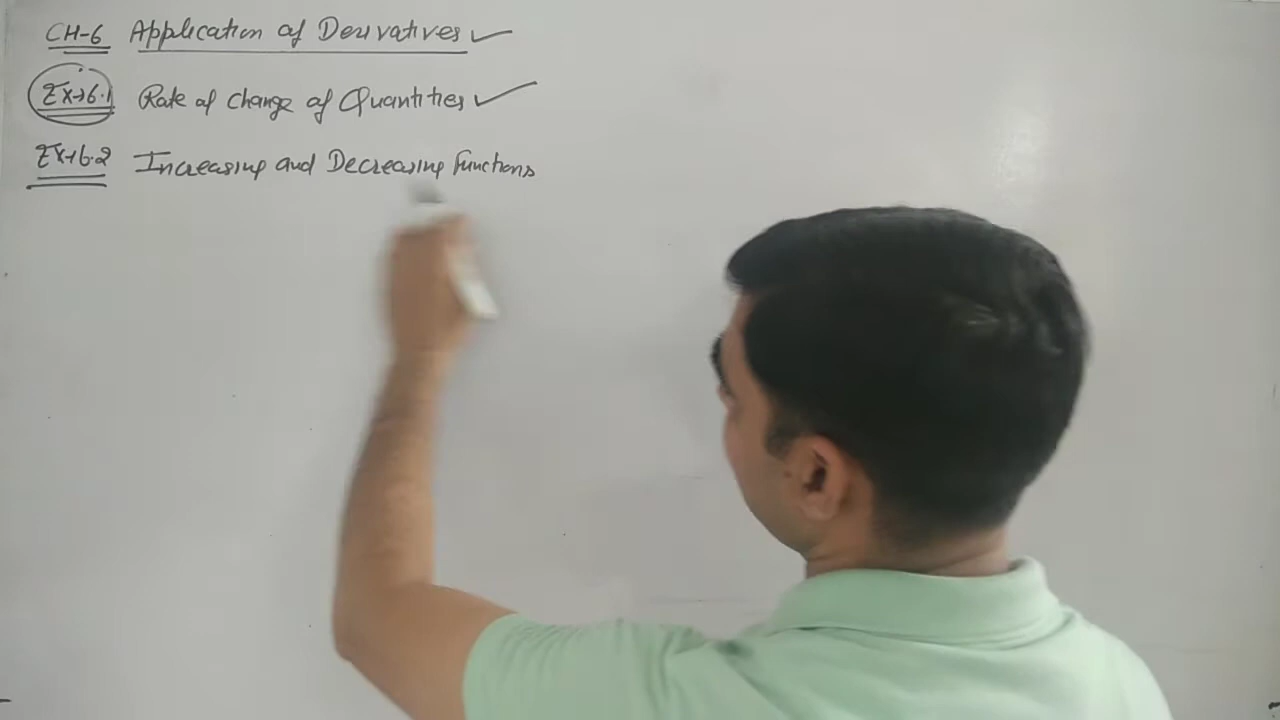 CH-6 Application of Derivatives ✓
Ex→6.1 Rate of change of Quantities ✓
Ex→6.2 Increasing and Decreasing Functions